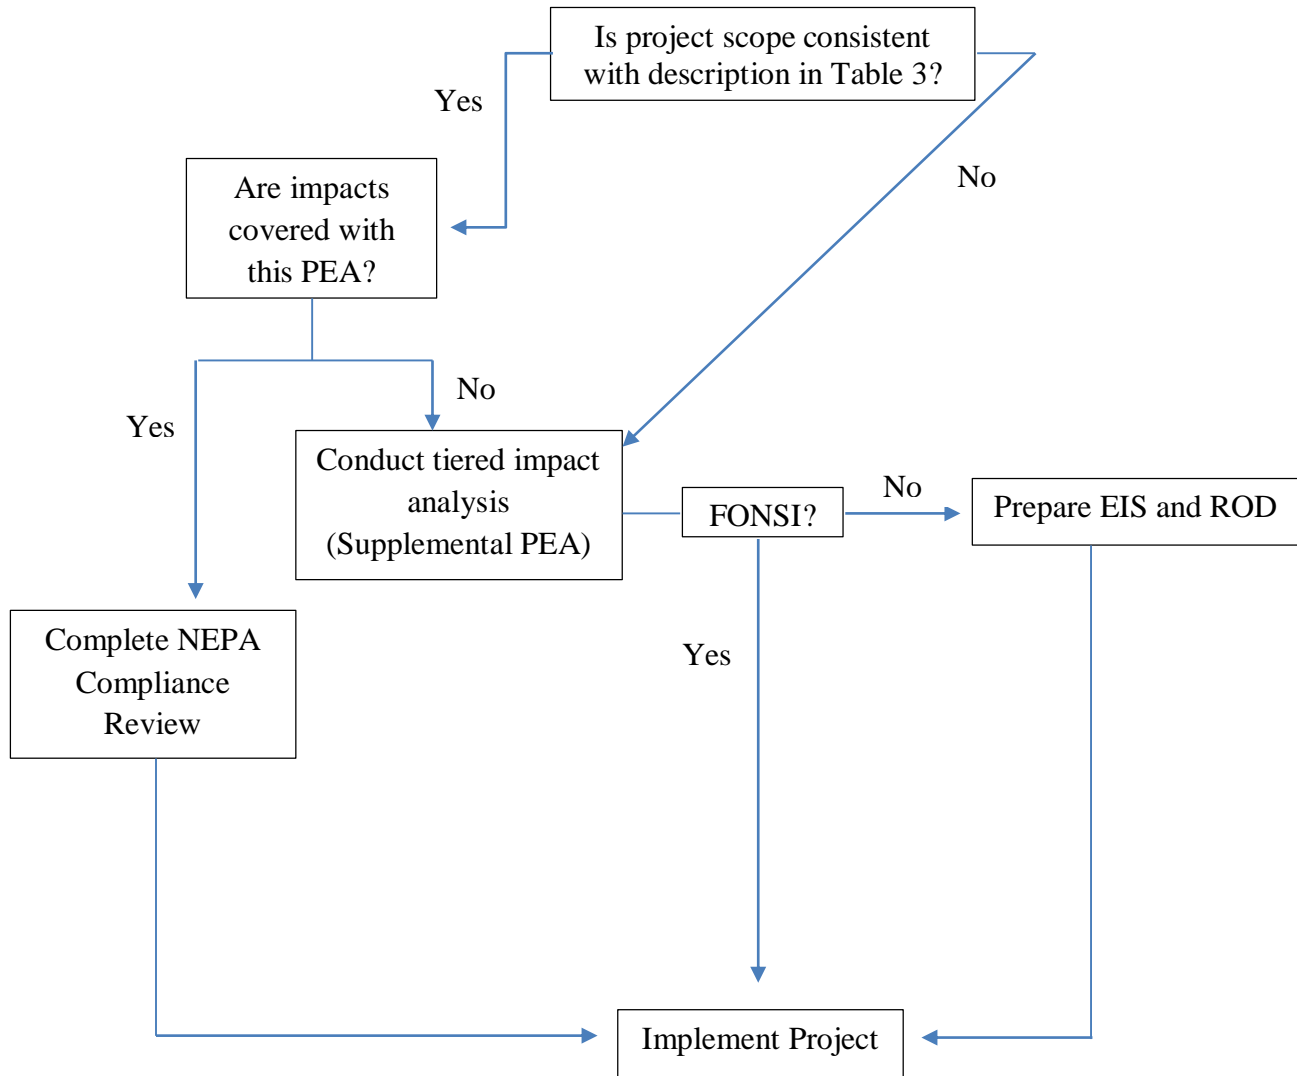 Is project scope consistent
with description in Table 3?
Yes
No
Are impacts
covered with
this PEA?
No
Yes
Conduct tiered impact
analysis
(Supplemental PEA)
FONSI?
No
Prepare EIS and ROD
Complete NEPA
Compliance
Review
Yes
Implement Project